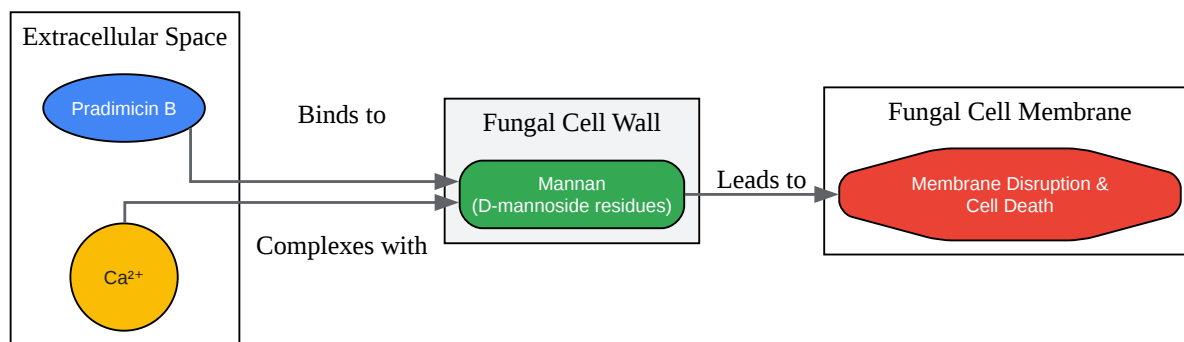 Extracellular Space
Pradimicin B
Ca²⁺
Binds to
Complexes with
Fungal Cell Wall
Mannan
(D-mannoside residues)
Leads to
Fungal Cell Membrane
Membrane Disruption &
Cell Death